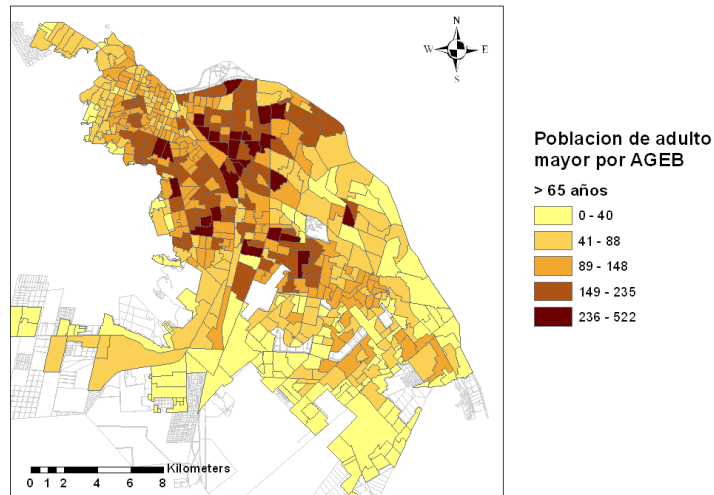 N
W E
S
Poblacion de adulto
mayor por AGEB
> 65 años
0 - 40
41 - 88
89 - 148
149 - 235
236 - 522
Kilometers
0 1 2 4 6 8